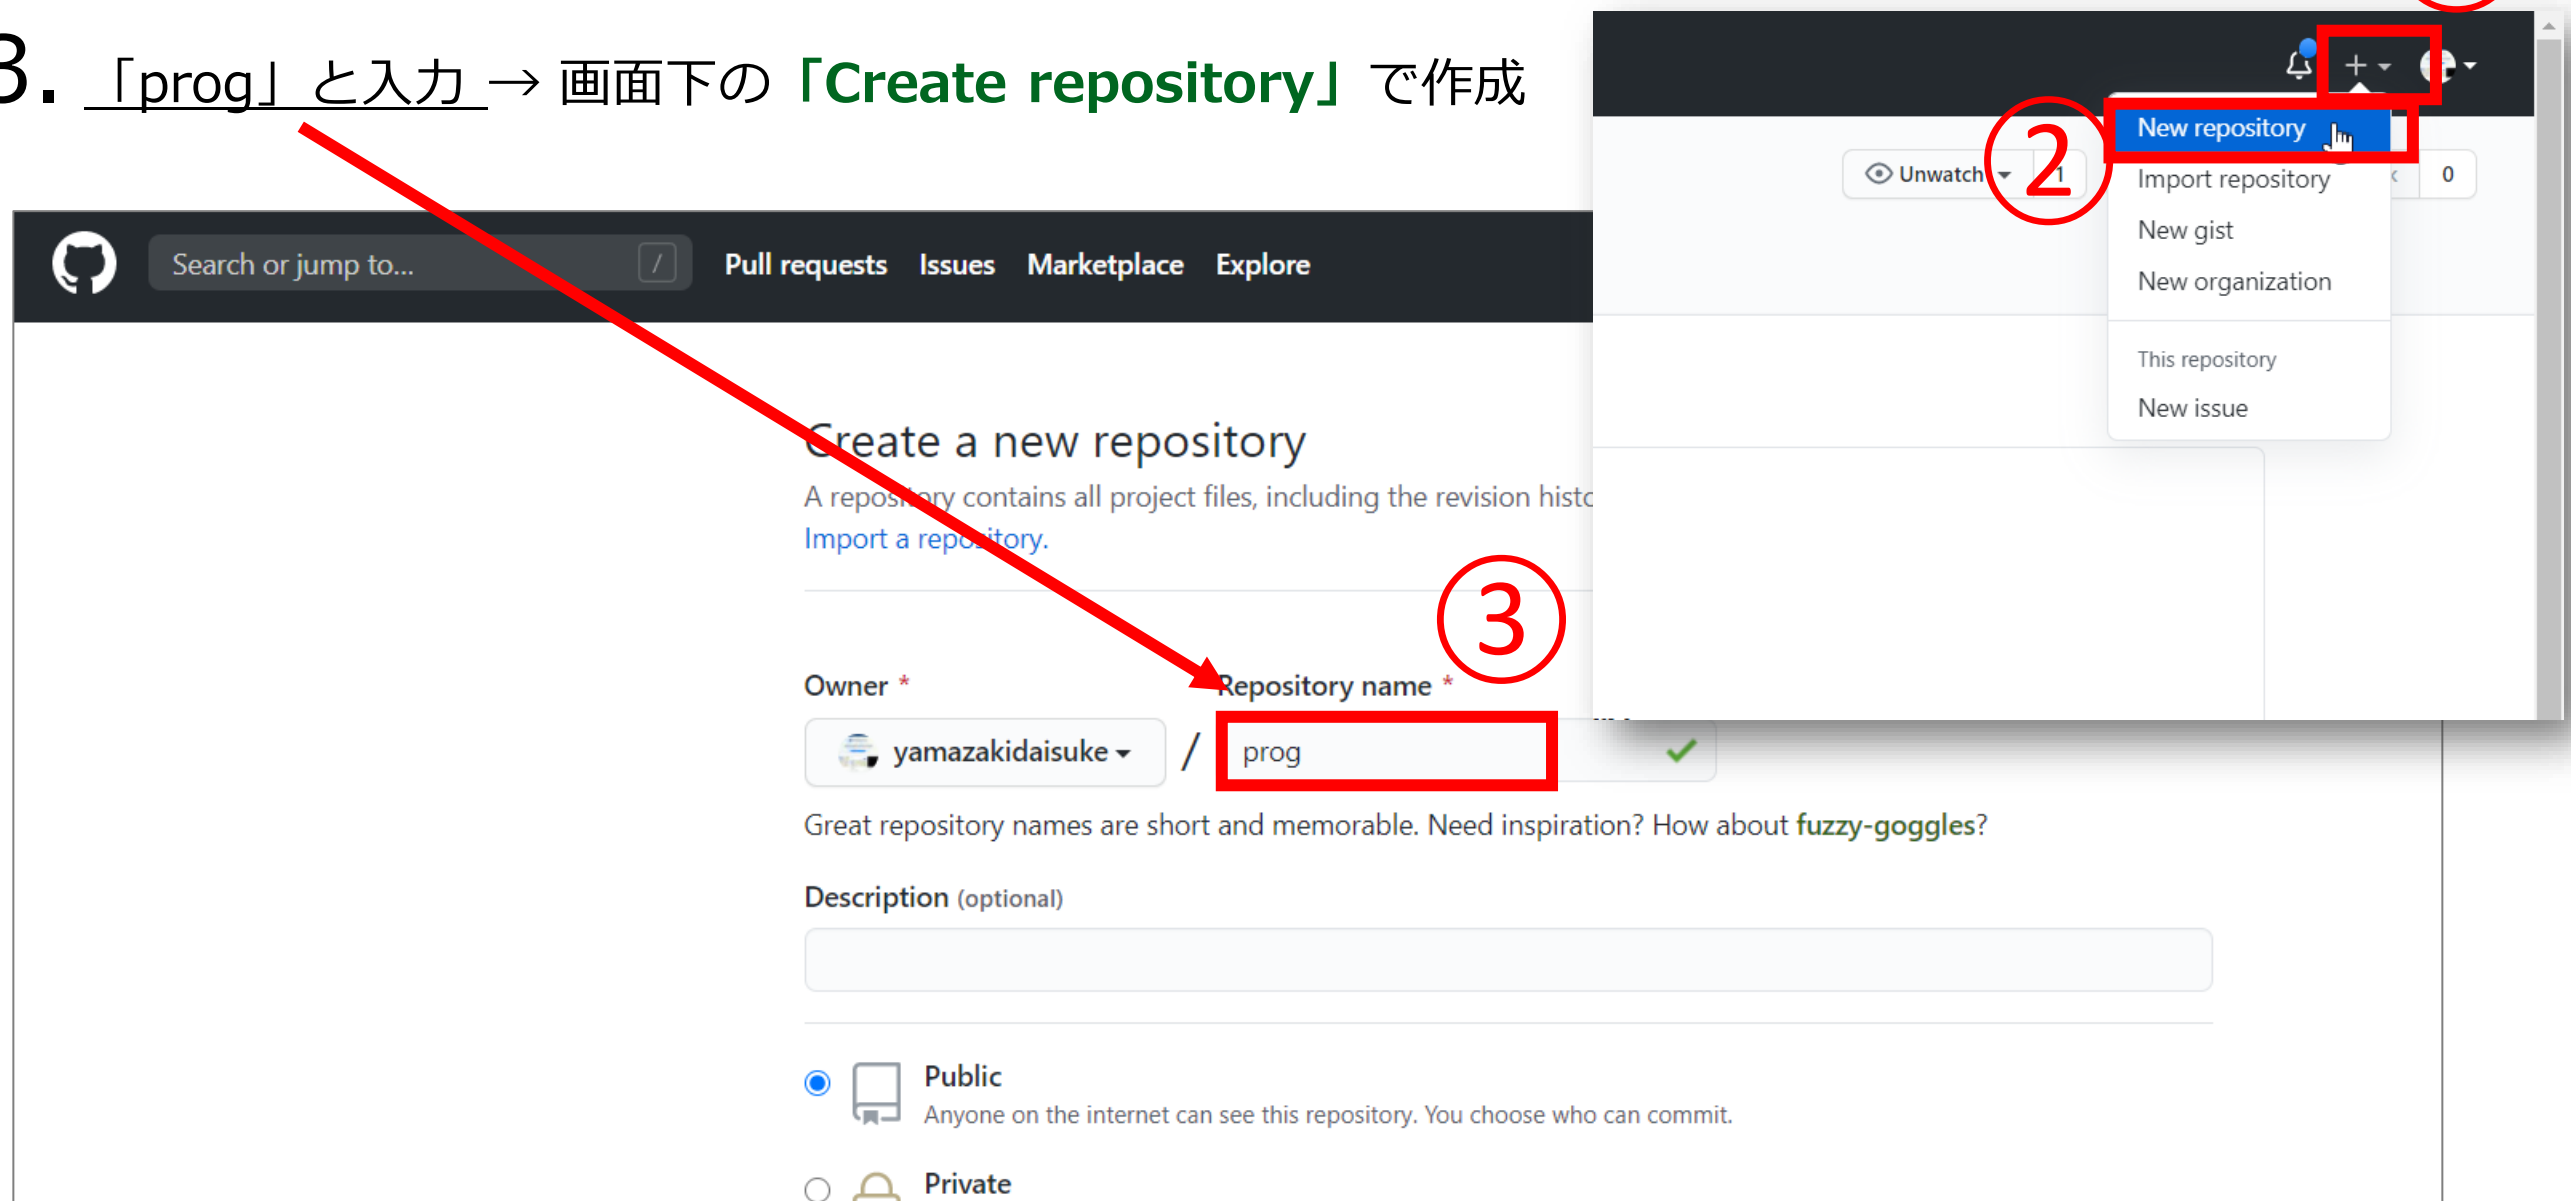 3. 「prog」と入力 → 画面下の「Create repository」で作成
②
New repository
Unwatch 1
0
Import repository
New gist
New organization
This repository
New issue
Search or jump to... /
Pull requests Issues Marketplace Explore
Create a new repository
A repository contains all project files, including the revision histo
Import a repository.
③
Owner * Repository name *
yamazakidaisuke / prog
Great repository names are short and memorable. Need inspiration? How about fuzzy-goggles?
Description (optional)
Public
Anyone on the internet can see this repository. You choose who can commit.
Private